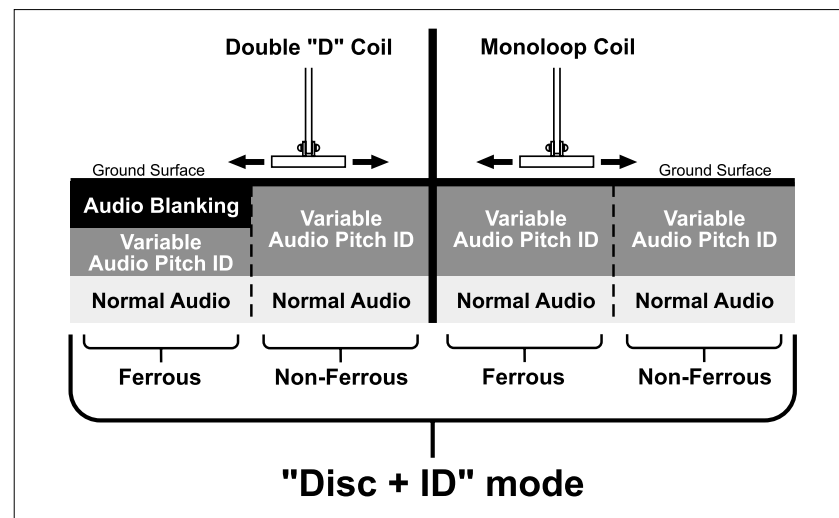 Double "D" Coil
Monoloop Coil
Ground Surface
Ground Surface
Audio Blanking
Variable
Audio Pitch ID
Normal Audio
Variable
Audio Pitch ID
Normal Audio
Variable
Audio Pitch ID
Normal Audio
Variable
Audio Pitch ID
Normal Audio
Ferrous
Non-Ferrous
Ferrous
Non-Ferrous
"Disc + ID" mode